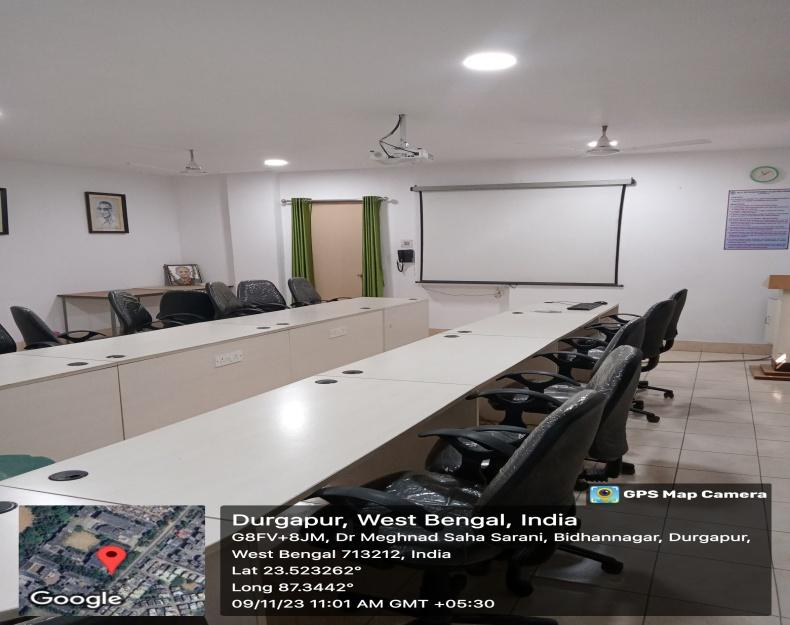 GPS Map Camera
Durgapur, West Bengal, India
G8FV+8JM, Dr Meghnad Saha Sarani, Bidhannagar, Durgapur,
West Bengal 713212, India
Lat 23.523262°
Long 87.3442°
09/11/23 11:01 AM GMT +05:30
Google